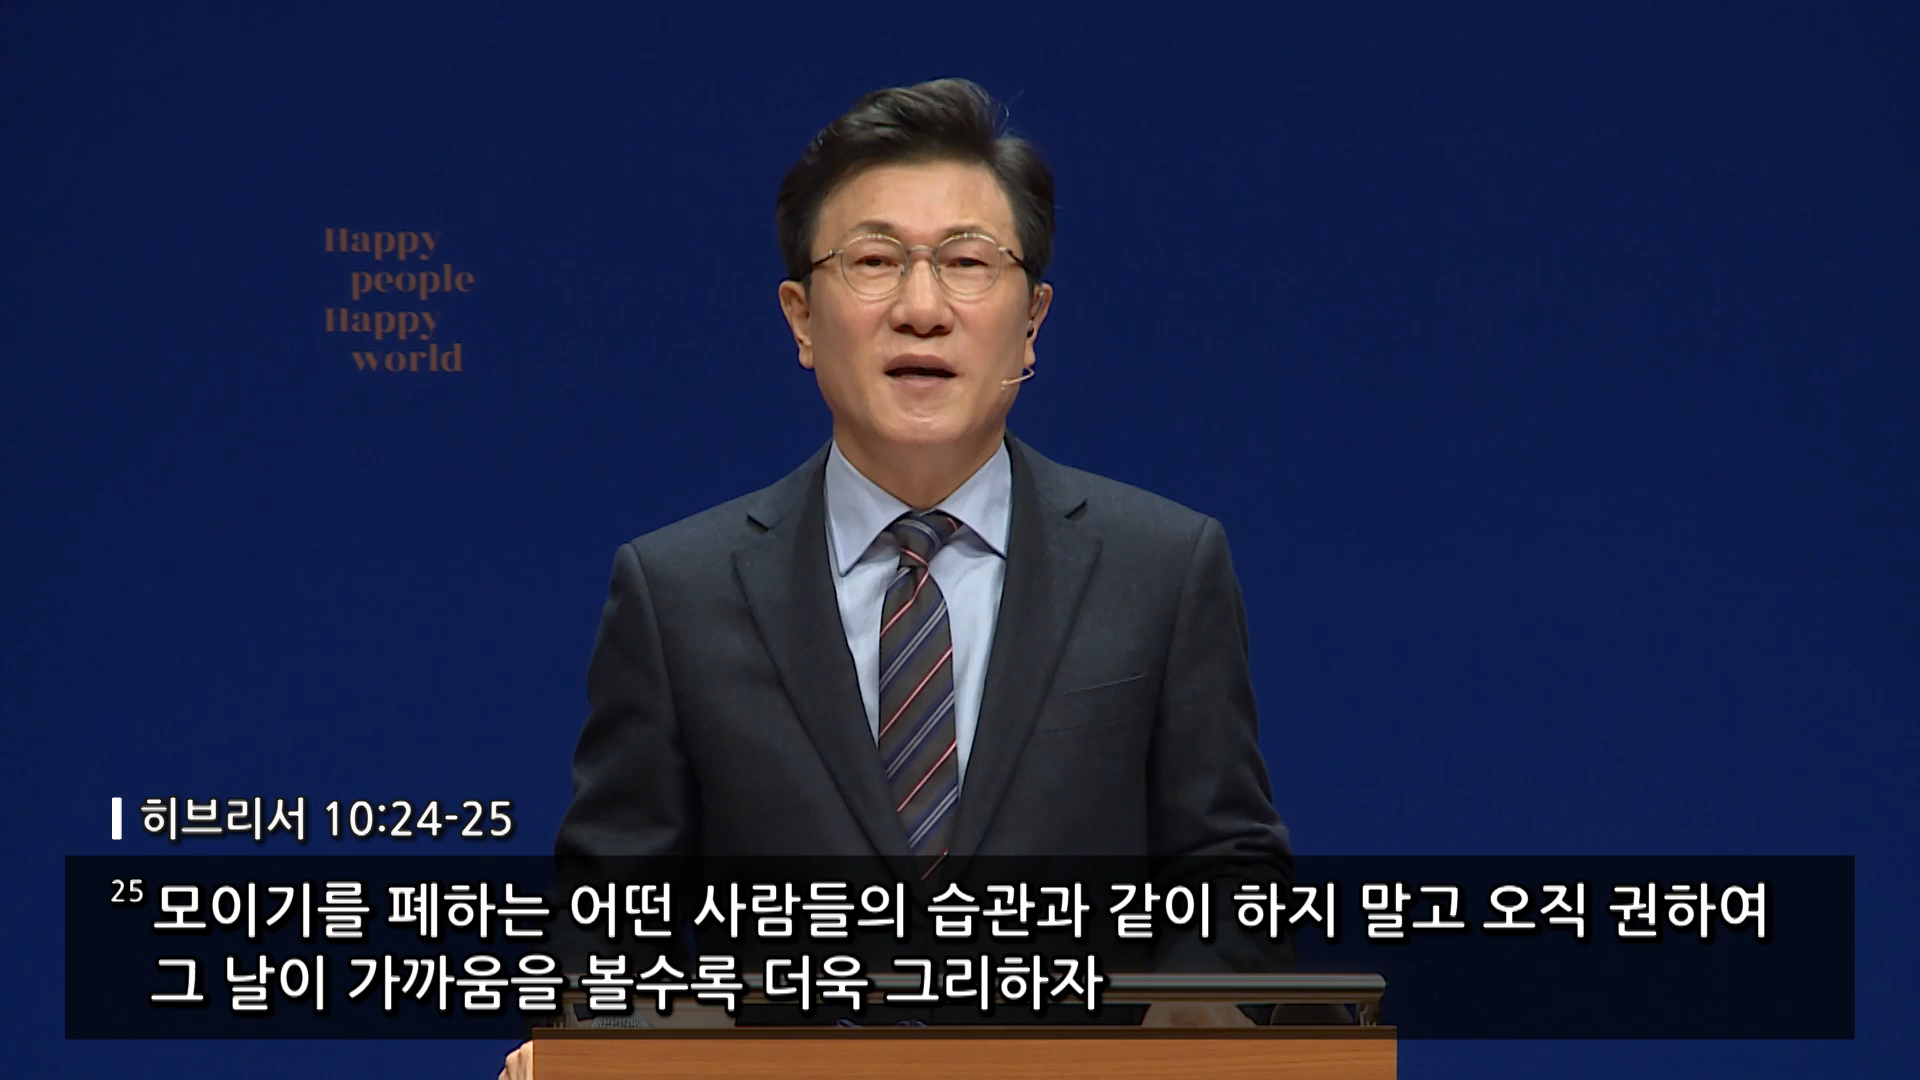 Happy
people
Happy
world
히브리서 10:24-25
25 모이기를 폐하는 어떤 사람들의 습관과 같이 하지 말고 오직 권하여
그 날이 가까움을 볼수록 더욱 그리하자